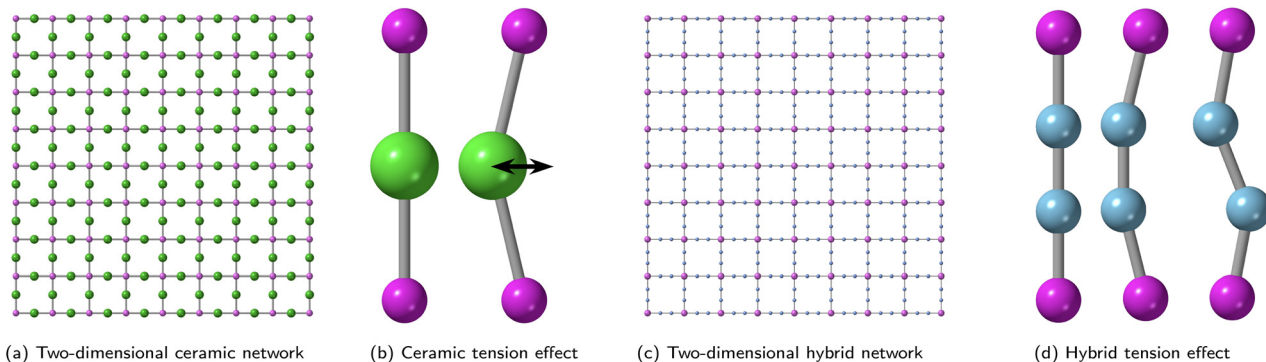 (a) Two-dimensional ceramic network
(b) Ceramic tension effect
(c) Two-dimensional hybrid network
(d) Hybrid tension effect